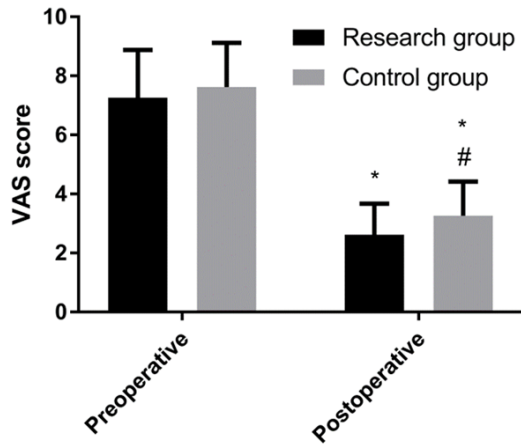 10
8
6
4
2
0
VAS score
Research group
Control group
*
*
#
Preoperative
Postoperative